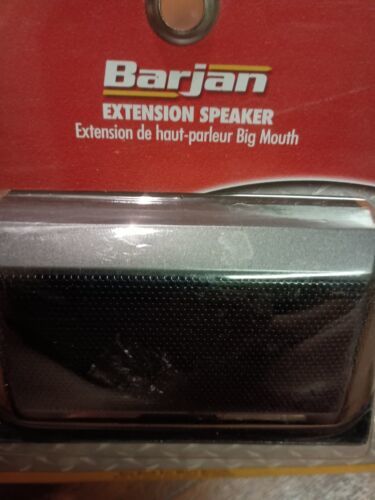 Barjan
EXTENSION SPEAKER
Extension de haut-parleur Big Mouth